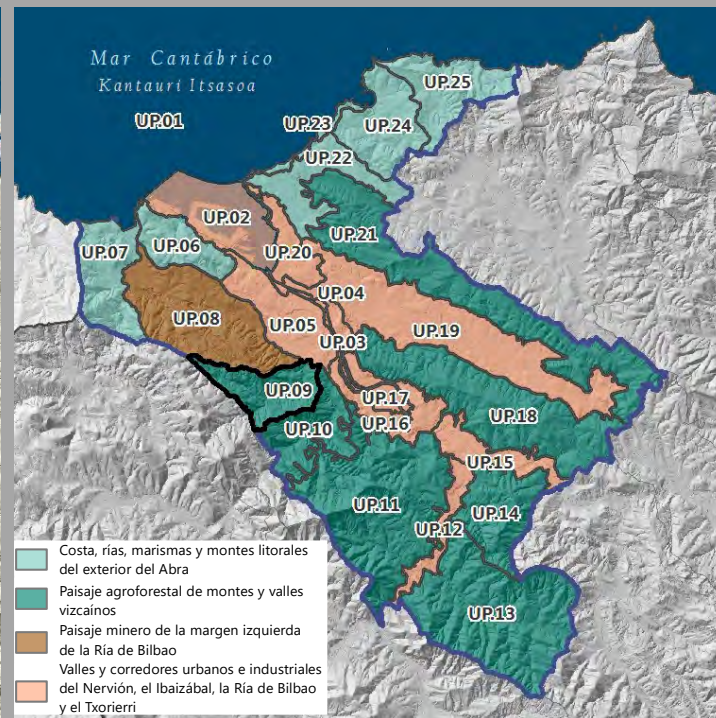 Mar Cantábrico
Kantauri Itsasoa
UP.25
UP.01
UP.23
UP.24
UP.22
UP.02
UP.21
UP.07
UP.06
UP.20
UP.04
UP.08
UP.05
UP.19
UP.03
UP.09
UP.17
UP.18
UP.10
UP.16
UP.15
UP.11
UP.14
UP.12
UP.13
Costa, rías, marismas y montes litorales
del exterior del Abra
Paisaje agroforestal de montes y valles
vizcaínos
Paisaje minero de la margen izquierda
de la Ría de Bilbao
Valles y corredores urbanos e industriales
del Nervión, el Ibaizábal, la Ría de Bilbao
y el Txorierri